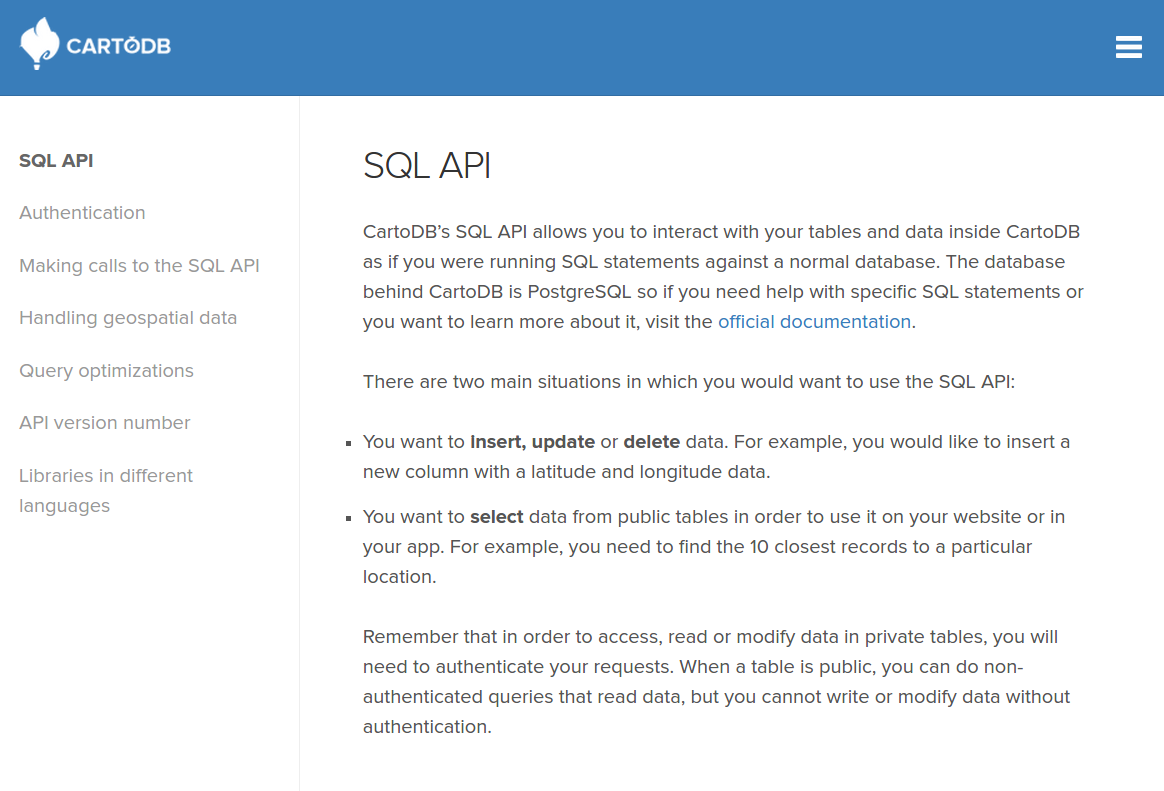 CARTODB
SQL API
Authentication
Making calls to the SQL API
Handling geospatial data
Query optimizations
API version number
Libraries in different
languages
SQL API
CartoDB’s SQL API allows you to interact with your tables and data inside CartoDB
as if you were running SQL statements against a normal database. The database
behind CartoDB is PostgreSQL so if you need help with specific SQL statements or
you want to learn more about it, visit the official documentation.
There are two main situations in which you would want to use the SQL API:
You want to insert, update or delete data. For example, you would like to insert a
new column with a latitude and longitude data.
You want to select data from public tables in order to use it on your website or in
your app. For example, you need to find the 10 closest records to a particular
location.
Remember that in order to access, read or modify data in private tables, you will
need to authenticate your requests. When a table is public, you can do non-
authenticated queries that read data, but you cannot write or modify data without
authentication.